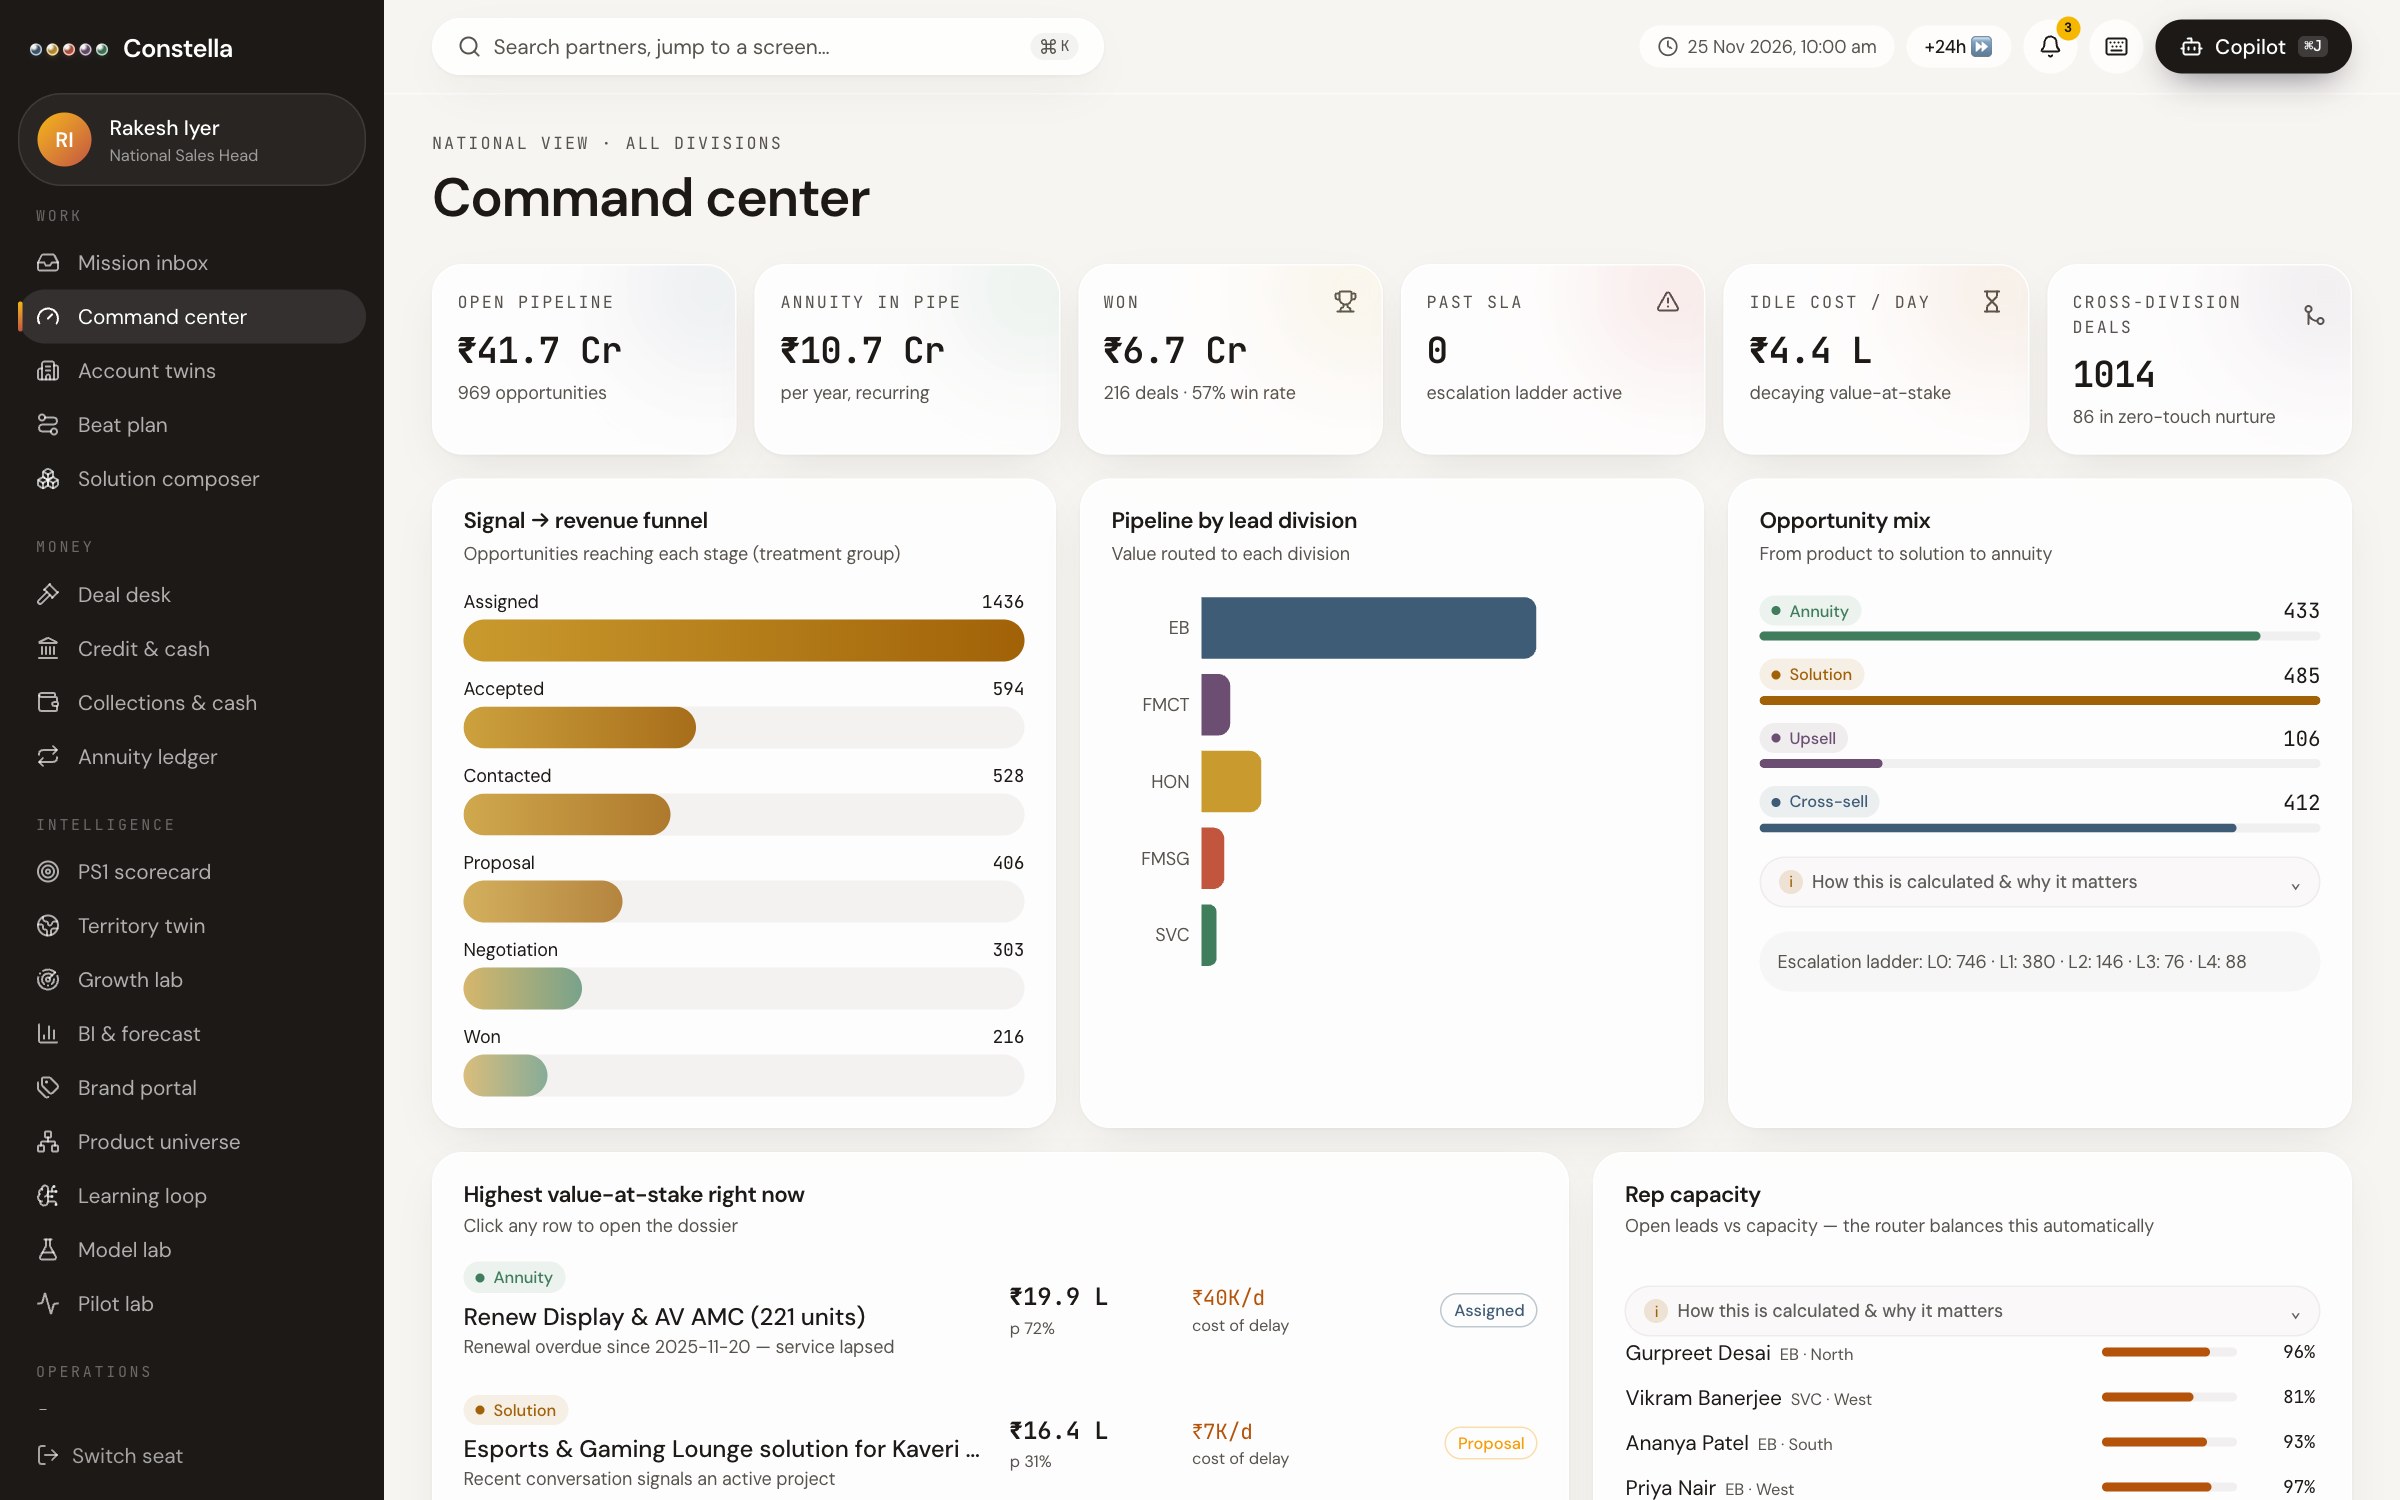 Constella
Search partners, jump to a screen...
⌘ K
25 Nov 2026, 10:00 am
+24h ⏩
3
Copilot ⌘J
RI
Rakesh Iyer
National Sales Head
WORK
Mission inbox
Command center
Account twins
Beat plan
Solution composer
MONEY
Deal desk
Credit & cash
Collections & cash
Annuity ledger
INTELLIGENCE
PS1 scorecard
Territory twin
Growth lab
BI & forecast
Brand portal
Product universe
Learning loop
Model lab
Pilot lab
OPERATIONS
Switch seat
NATIONAL VIEW · ALL DIVISIONS
Command center
OPEN PIPELINE
₹41.7 Cr
969 opportunities
ANNUITY IN PIPE
₹10.7 Cr
per year, recurring
WON
₹6.7 Cr
216 deals · 57% win rate
PAST SLA
0
escalation ladder active
IDLE COST / DAY
₹4.4 L
decaying value-at-stake
CROSS-DIVISION
DEALS
1014
86 in zero-touch nurture
Signal → revenue funnel
Opportunities reaching each stage (treatment group)
Assigned 1436
Accepted 594
Contacted 528
Proposal 406
Negotiation 303
Won 216
Pipeline by lead division
Value routed to each division
EB
FMCT
HON
FMSG
SVC
Opportunity mix
From product to solution to annuity
Annuity 433
Solution 485
Upsell 106
Cross-sell 412
i How this is calculated & why it matters
Escalation ladder: L0: 746 · L1: 380 · L2: 146 · L3: 76 · L4: 88
Highest value-at-stake right now
Click any row to open the dossier
Annuity
Renew Display & AV AMC (221 units)
Renewal overdue since 2025-11-20 — service lapsed
₹19.9 L
p 72%
₹40K/d
cost of delay
Assigned
Solution
Esports & Gaming Lounge solution for Kaveri ...
Recent conversation signals an active project
₹16.4 L
p 31%
₹7K/d
cost of delay
Proposal
Rep capacity
Open leads vs capacity — the router balances this automatically
i How this is calculated & why it matters
Gurpreet Desai EB · North 96%
Vikram Banerjee SVC · West 81%
Ananya Patel EB · South 93%
Priya Nair EB · West 97%